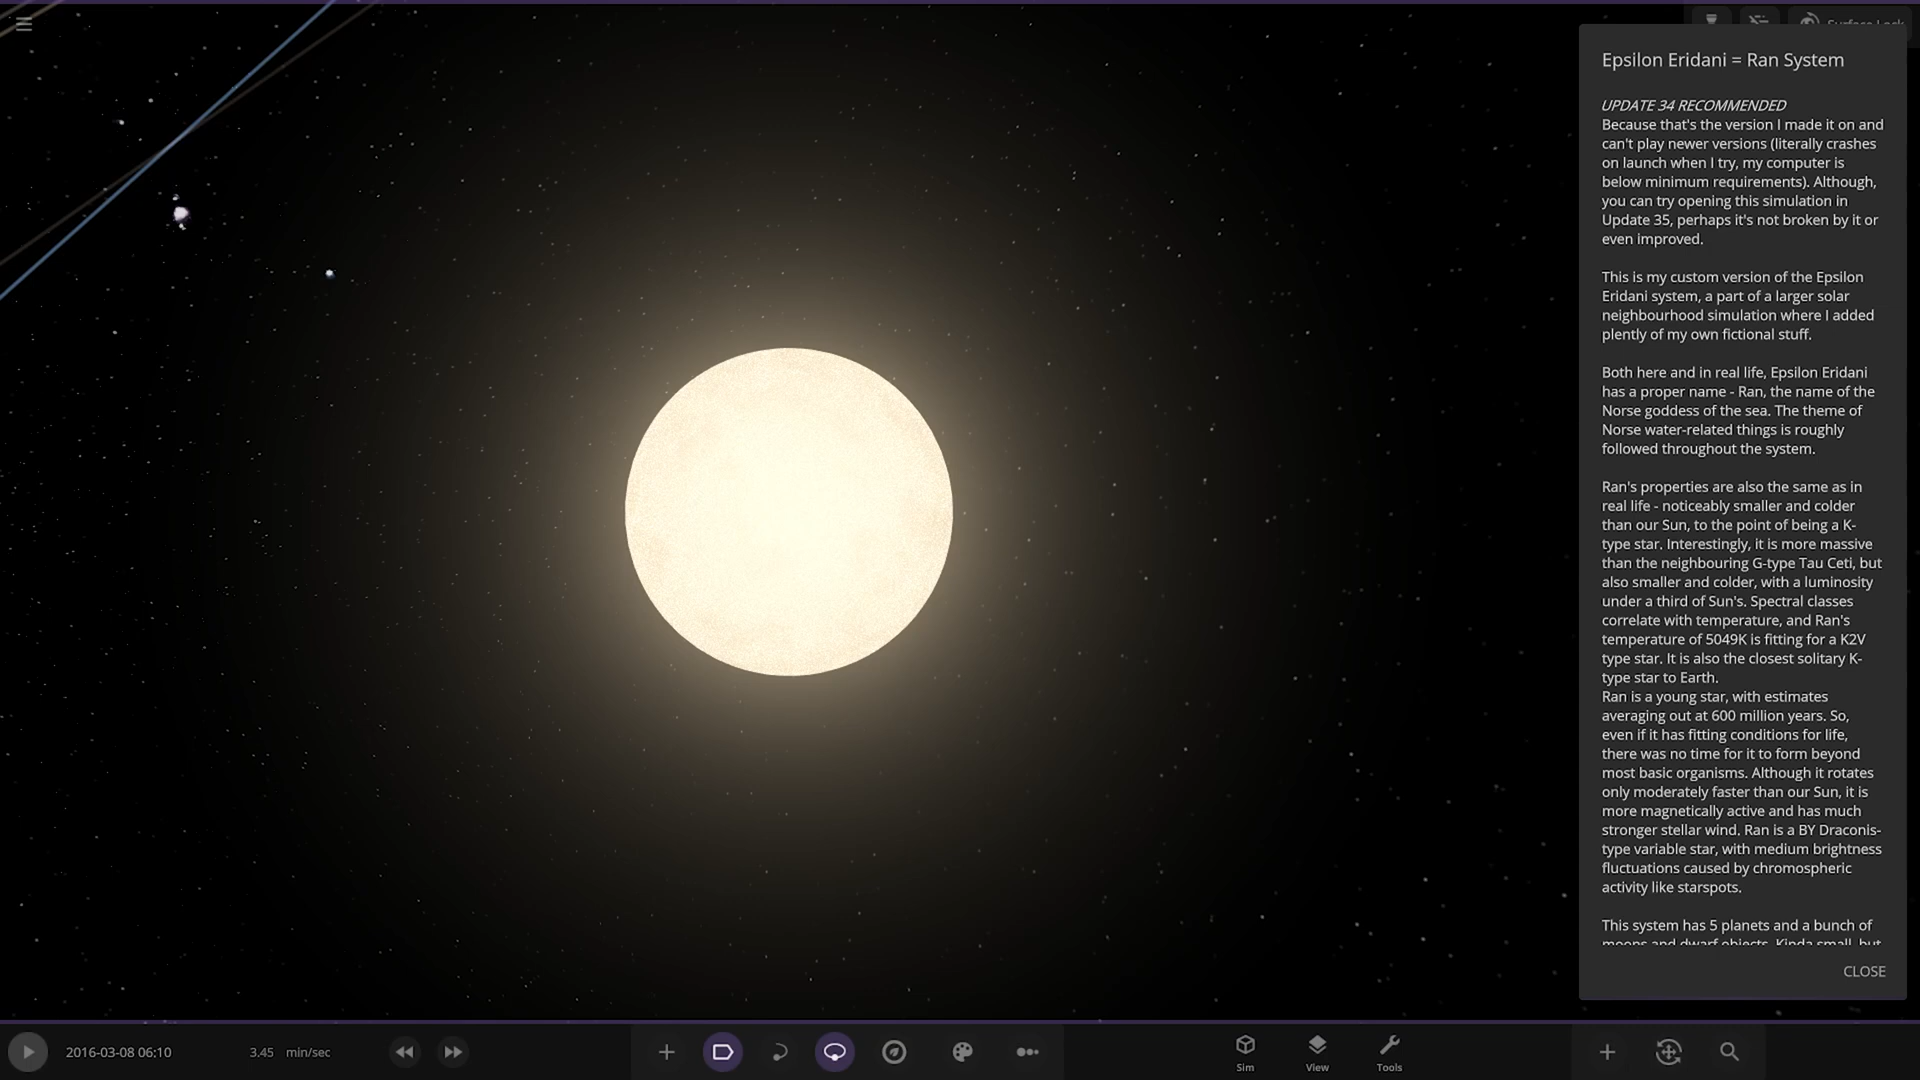 Surface Lock
Epsilon Eridani = Ran System
UPDATE 34 RECOMMENDED
Because that's the version I made it on and
can't play newer versions (literally crashes
on launch when I try, my computer is
below minimum requirements). Although,
you can try opening this simulation in
Update 35, perhaps it's not broken by it or
even improved.
This is my custom version of the Epsilon
Eridani system, a part of a larger solar
neighbourhood simulation where I added
plently of my own fictional stuff.
Both here and in real life, Epsilon Eridani
has a proper name - Ran, the name of the
Norse goddess of the sea. The theme of
Norse water-related things is roughly
followed throughout the system.
Ran's properties are also the same as in
real life - noticeably smaller and colder
than our Sun, to the point of being a K-
type star. Interestingly, it is more massive
than the neighbouring G-type Tau Ceti, but
also smaller and colder, with a luminosity
under a third of Sun's. Spectral classes
correlate with temperature, and Ran's
temperature of 5049K is fitting for a K2V
type star. It is also the closest solitary K-
type star to Earth.
Ran is a young star, with estimates
averaging out at 600 million years. So,
even if it has fitting conditions for life,
there was no time for it to form beyond
most basic organisms. Although it rotates
only moderately faster than our Sun, it is
more magnetically active and has much
stronger stellar wind. Ran is a BY Draconis-
type variable star, with medium brightness
fluctuations caused by chromospheric
activity like starspots.
This system has 5 planets and a bunch of
moons and dwarf objects. Kinda small, but
CLOSE
2016-03-08 06:10
3.45 min/sec
Sim
View
Tools